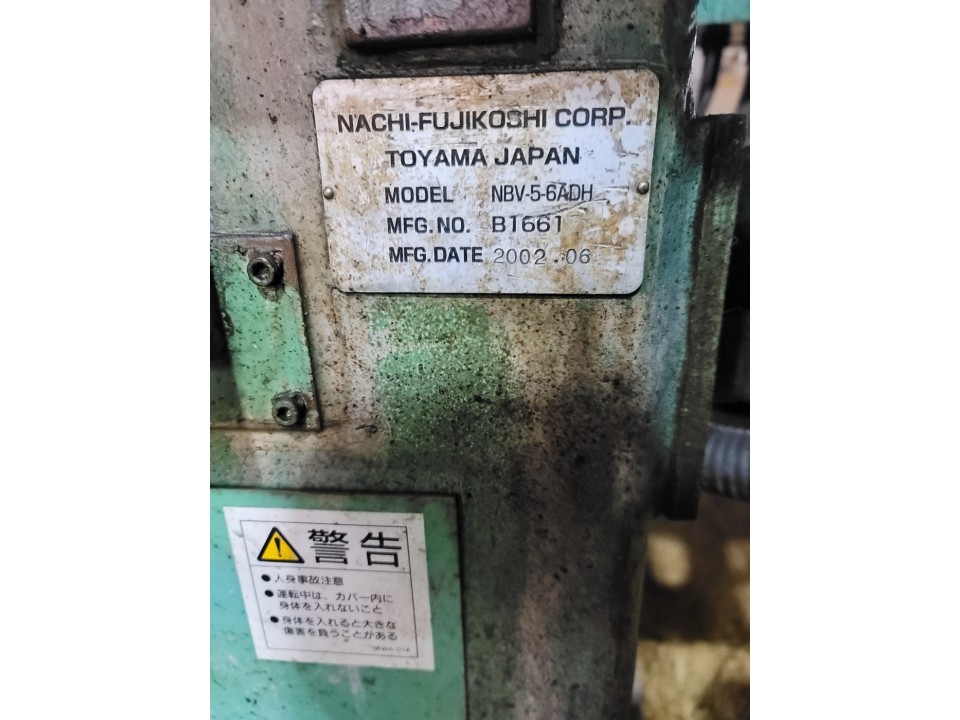 NACHI-FUJIKOSHI CORP.
TOYAMA JAPAN
MODEL NBV-5-6ADH
MFG.NO. B1661
MFG.DATE 2002.06
警告
●人身事故注意
●運転中は、カバー内に
身体を入れないこと
●身体を入れると大きな
傷害を負うことがある